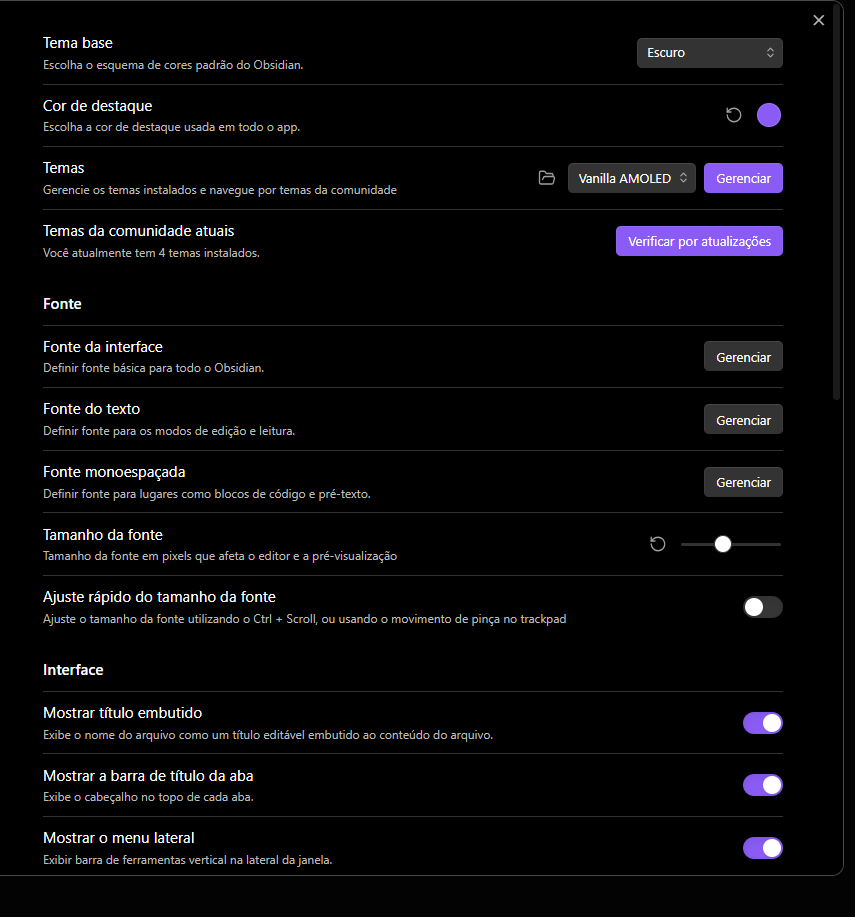 Tema base
Escolha o esquema de cores padrão do Obsidian.
Escuro
Cor de destaque
Escolha a cor de destaque usada em todo o app.
Temas
Gerencie os temas instalados e navegue por temas da comunidade
Vanilla AMOLED
Gerenciar
Temas da comunidade atuais
Você atualmente tem 4 temas instalados.
Verificar por atualizações
Fonte
Fonte da interface
Definir fonte básica para todo o Obsidian.
Gerenciar
Fonte do texto
Definir fonte para os modos de edição e leitura.
Gerenciar
Fonte monoespaçada
Definir fonte para lugares como blocos de código e pré-texto.
Gerenciar
Tamanho da fonte
Tamanho da fonte em pixels que afeta o editor e a pré-visualização
Ajuste rápido do tamanho da fonte
Ajuste o tamanho da fonte utilizando o Ctrl + Scroll, ou usando o movimento de pinça no trackpad
Interface
Mostrar título embutido
Exibe o nome do arquivo como um título editável embutido ao conteúdo do arquivo.
Mostrar a barra de título da aba
Exibe o cabeçalho no topo de cada aba.
Mostrar o menu lateral
Exibir barra de ferramentas vertical na lateral da janela.